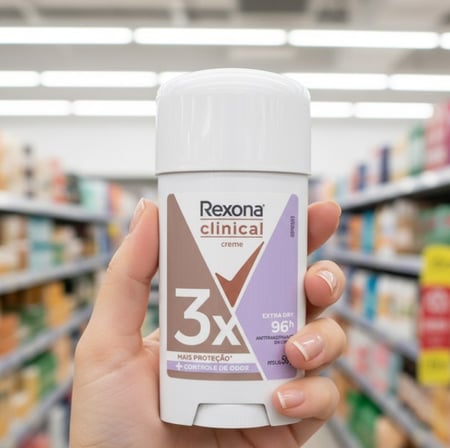 Rexona
clinical
creme
3x
EXTRA DRY
96h
MAIS PROTEÇÃO*
+ CONTROLE DE ODOR